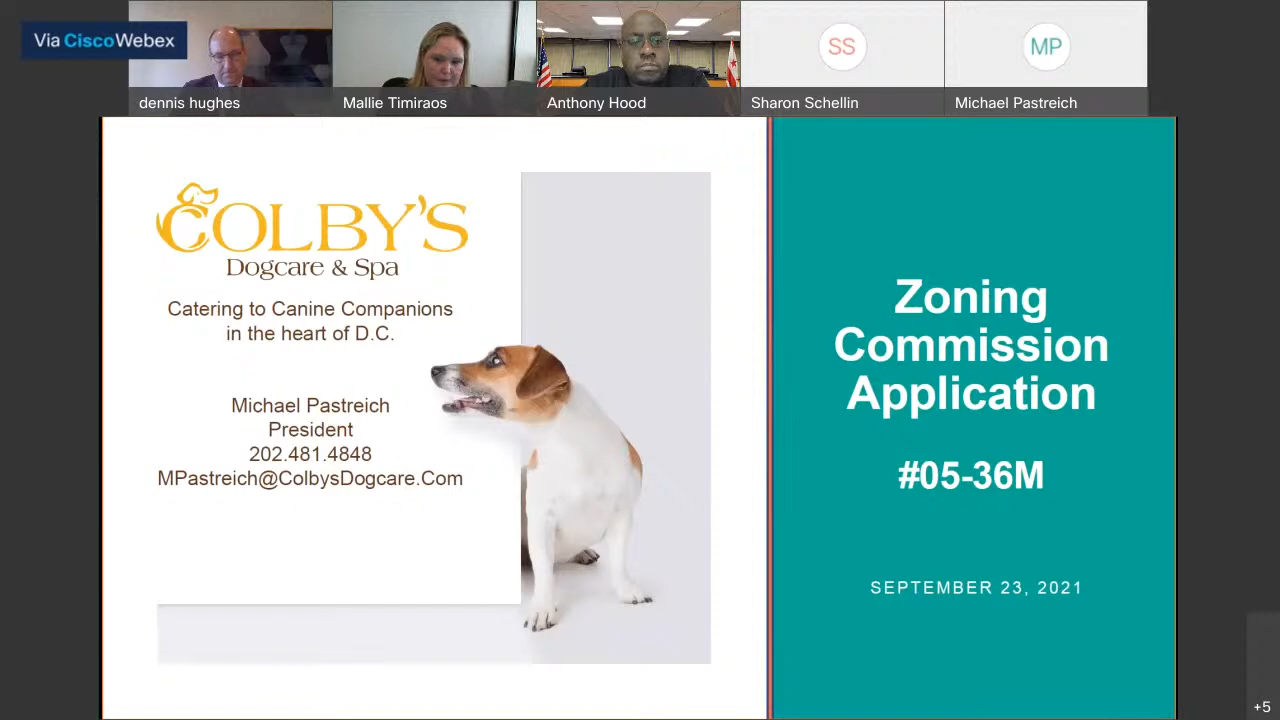 Via CiscoWebex
dennis hughes
Mallie Timiraos
Anthony Hood
SS
Sharon Schellin
MP
Michael Pastreich
COLBY'S
Dogcare & Spa
Catering to Canine Companions
in the heart of D.C.
Michael Pastreich
President
202.481.4848
MPastreich@ColbysDogcare.Com
Zoning
Commission
Application
#05-36M
SEPTEMBER 23, 2021
+5